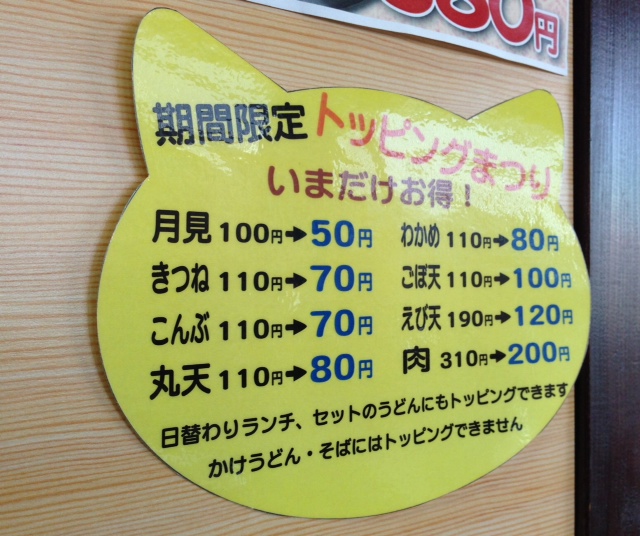 80円
期間限定 トッピングまつり
いまだけお得！
月見 100円➡50円
きつね 110円➡70円
こんぶ 110円➡70円
丸天 110円➡80円
わかめ 110円➡80円
ごぼ天 110円➡100円
えび天 190円➡120円
肉 310円➡200円
日替わりランチ、セットのうどんにもトッピングできます
かけうどん・そばにはトッピングできません